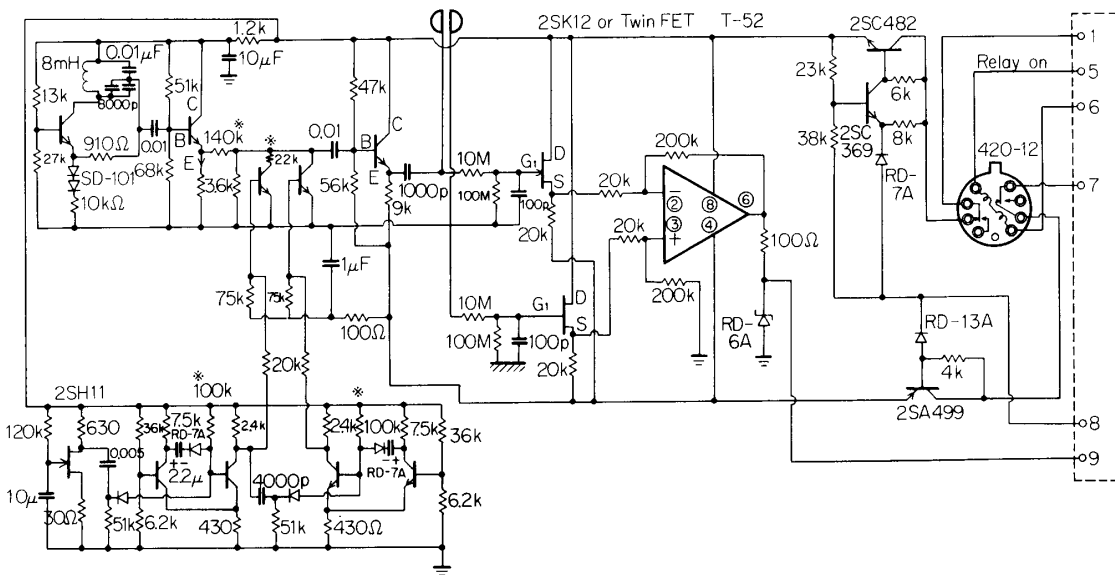 2SK12 or Twin FET T-52 2SC482
1.2k
0.01μF
8mH
10μF
8000p
13k
51k
C
B
E
0.01
910Ω
27k
68k
SD-101
10kΩ
140k※
3.6k
※
22k
0.01
47k
C
B
E
56k
9k
1000p
1μF
100Ω
75k
75k
20k
10M
100M
G1
D
S
100p
20k
20k
20k
200k
200k
−
②
③
+
⑧
④
⑥
100Ω
RD-6A
10M
100M
G1
D
S
100p
20k
23k
38k
6k
8k
2SC369
RD-7A
Relay on
420-12
RD-13A
4k
2SA499
1
5
6
7
8
9
2SH11
120k
630
0.005
10μ
30Ω
51k
36k
7.5k
RD-7A
+ −
2.2μ
6.2k
※
100k
2.4k
430
4000p
51k
2.4k
※
100k
7.5k
− +
RD-7A
36k
430Ω
6.2k